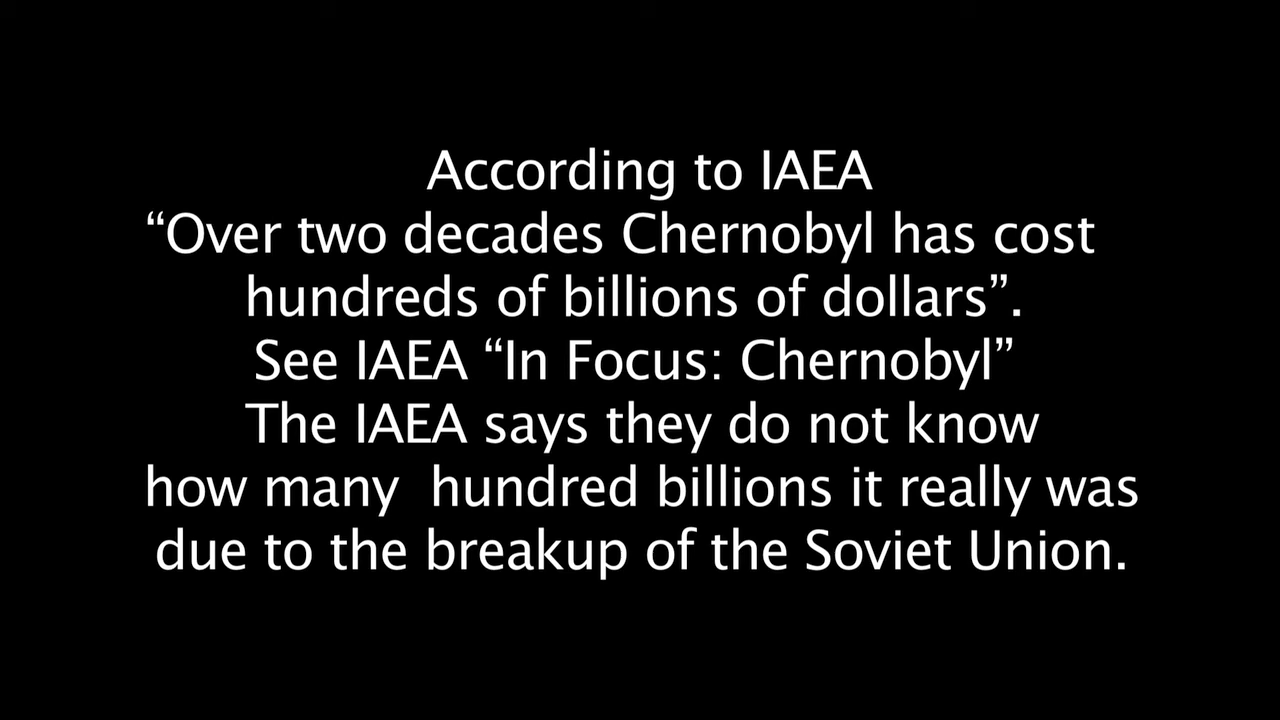 According to IAEA
“Over two decades Chernobyl has cost
hundreds of billions of dollars”.
See IAEA “In Focus: Chernobyl”
The IAEA says they do not know
how many  hundred billions it really was
due to the breakup of the Soviet Union.